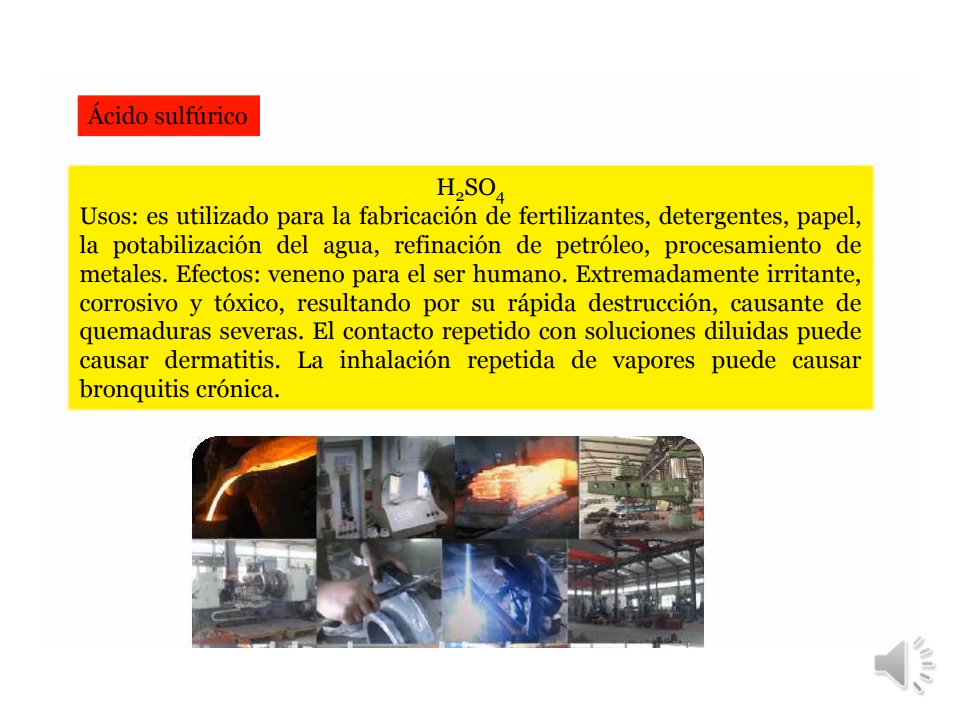 Ácido sulfúrico
H₂SO₄
Usos: es utilizado para la fabricación de fertilizantes, detergentes, papel,
la potabilización del agua, refinación de petróleo, procesamiento de
metales. Efectos: veneno para el ser humano. Extremadamente irritante,
corrosivo y tóxico, resultando por su rápida destrucción, causante de
quemaduras severas. El contacto repetido con soluciones diluidas puede
causar dermatitis. La inhalación repetida de vapores puede causar
bronquitis crónica.